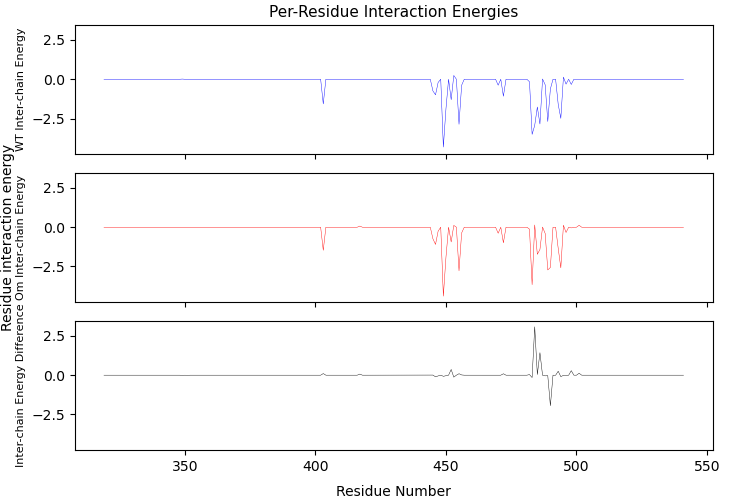 Per-Residue Interaction Energies
Residue interaction energy
WT Inter-chain Energy
2.5
0.0
−2.5
Om Inter-chain Energy
2.5
0.0
−2.5
Inter-chain Energy Difference
2.5
0.0
−2.5
350 400 450 500 550
Residue Number